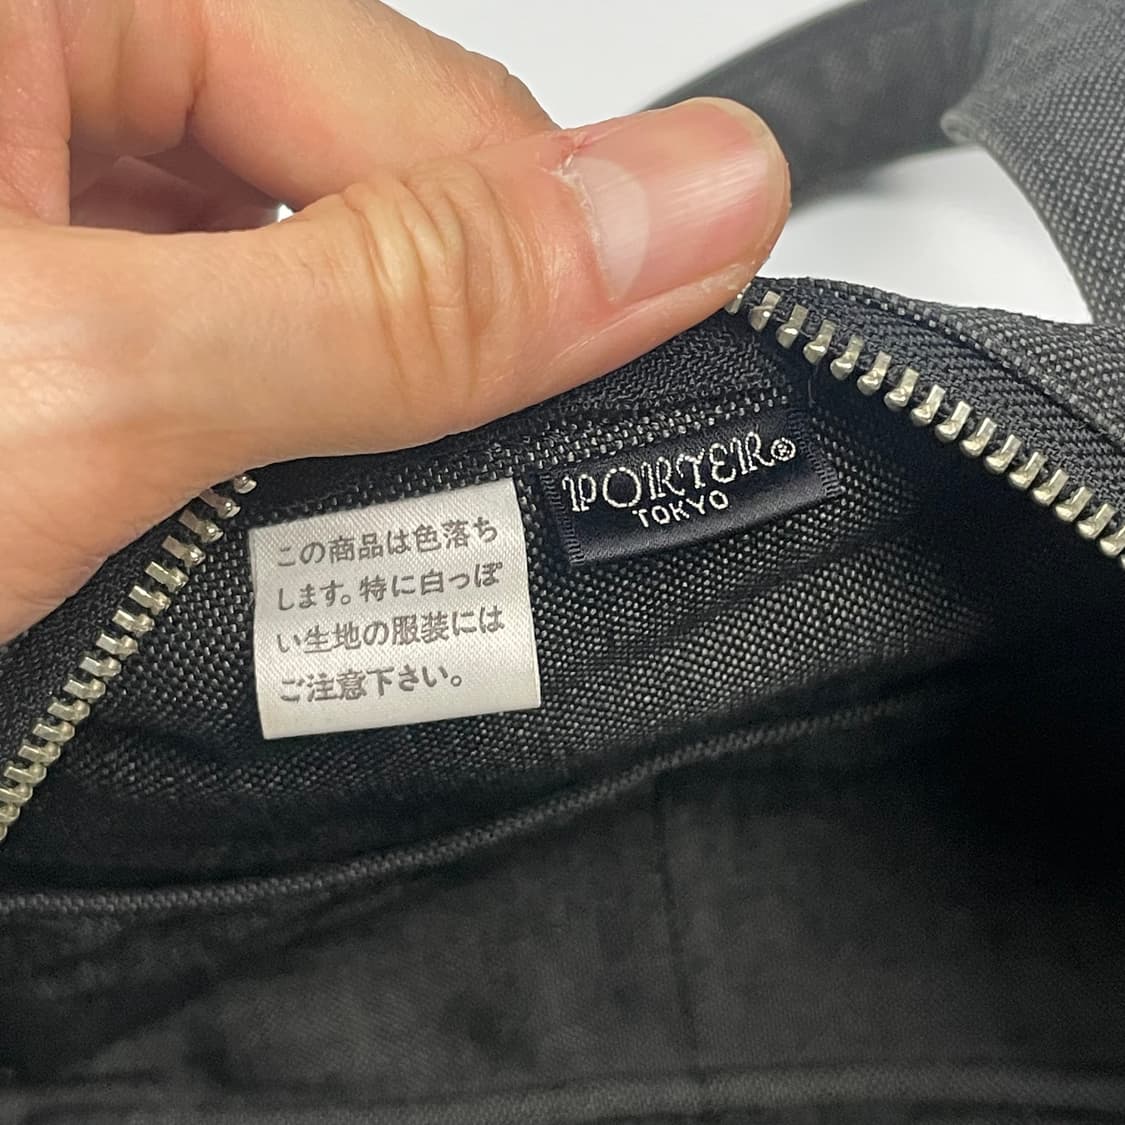 この商品は色落ち
します。特に白っぽ
い生地の服装には
ご注意下さい。
PORTER®
TOKYO